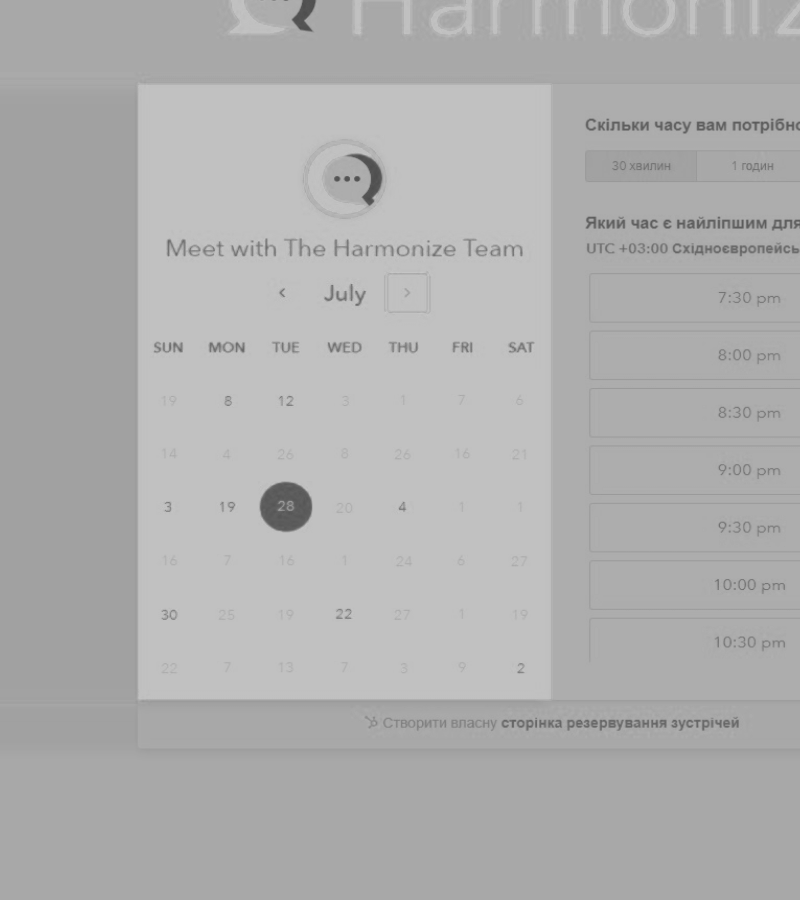 Harmoniz
Meet with The Harmonize Team
‹ July ›
SUN MON TUE WED THU FRI SAT
19 8 12 3 1 7 6
14 4 26 8 26 16 21
3 19 28 20 4 1 1
16 7 16 1 24 6 27
30 25 19 22 27 1 19
22 7 13 7 3 9 2
Скільки часу вам потрібно
30 хвилин 1 годин
Який час є найліпшим для
UTC +03:00 Східноєвропейсь
7:30 pm
8:00 pm
8:30 pm
9:00 pm
9:30 pm
10:00 pm
10:30 pm
Створити власну сторінка резервування зустрічей